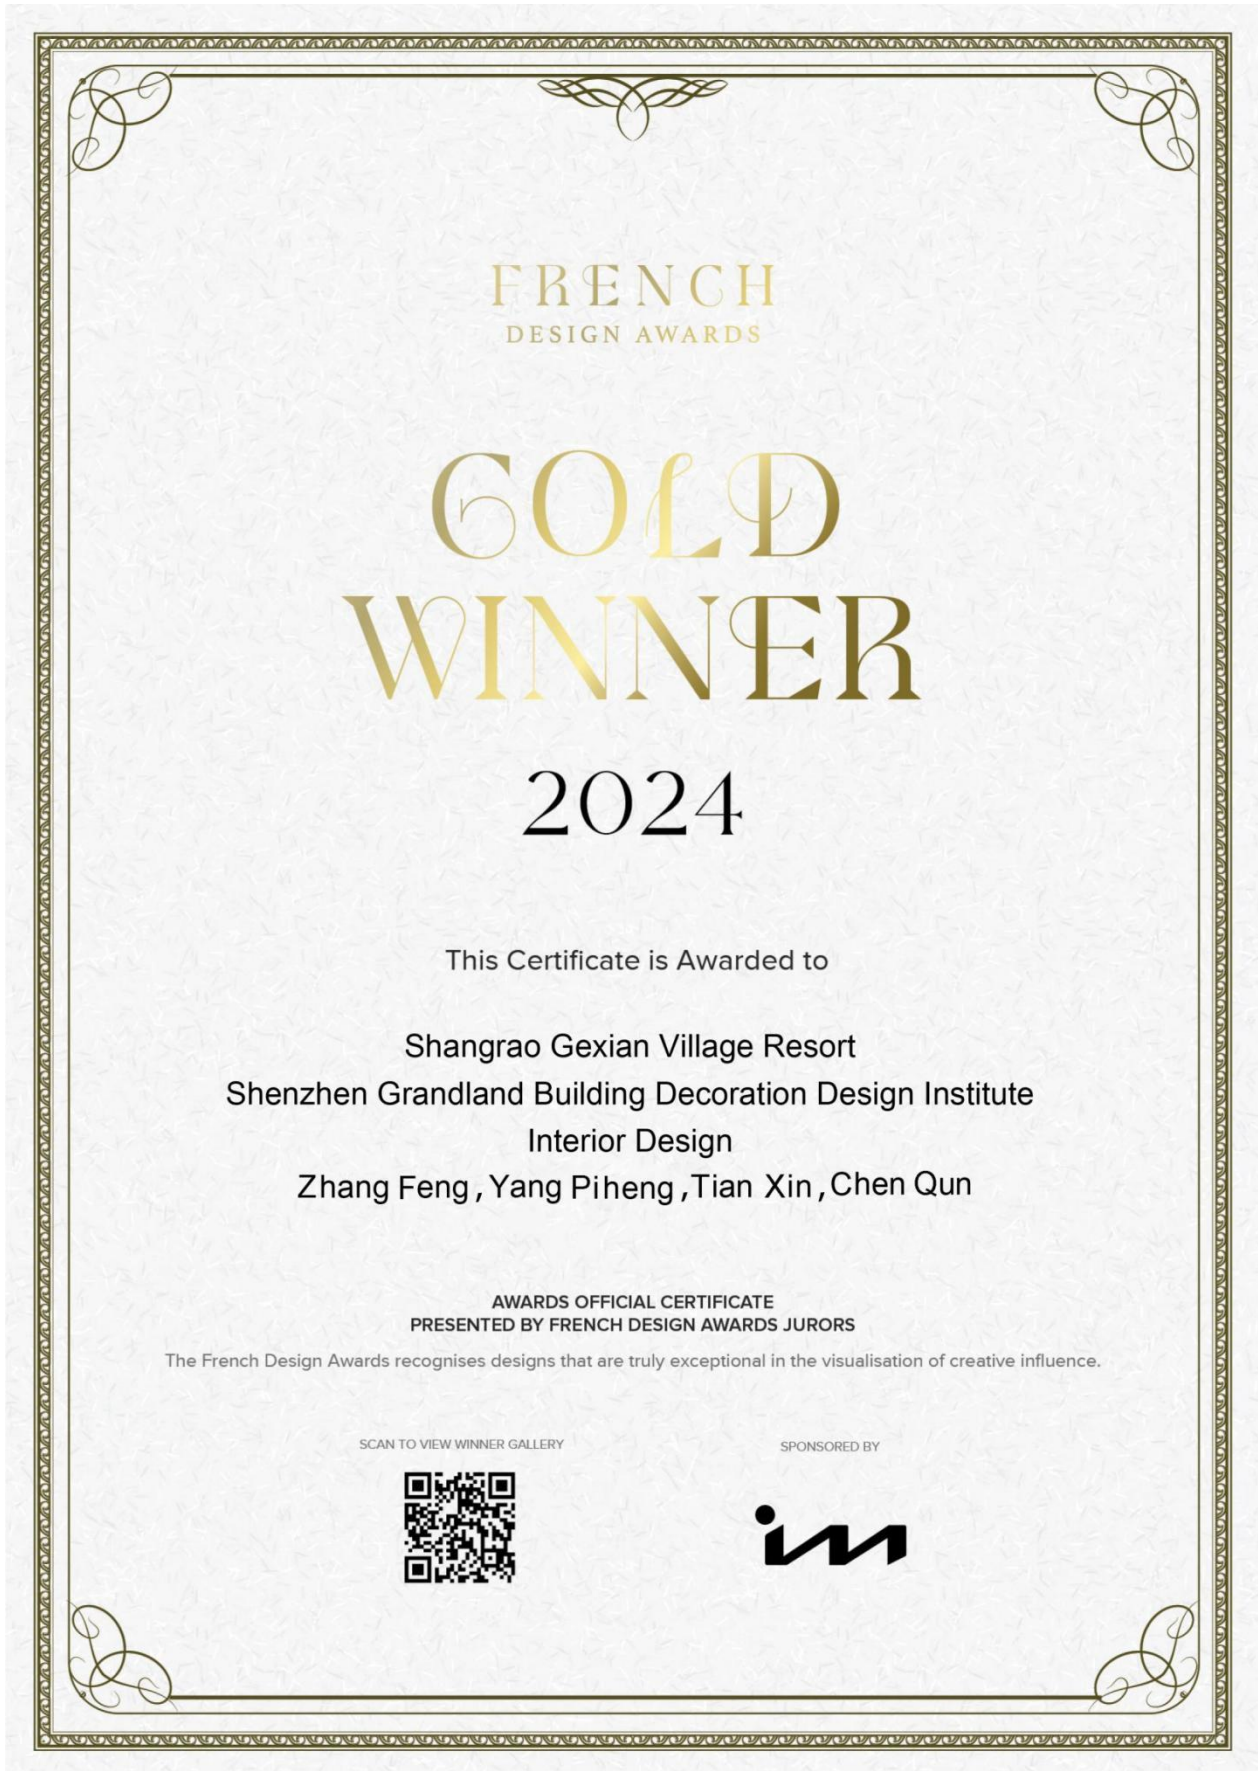 FRENCH
DESIGN AWARDS
GOLD
WINNER
2024
This Certificate is Awarded to
Shangrao Gexian Village Resort
Shenzhen Grandland Building Decoration Design Institute
Interior Design
Zhang Feng,Yang Piheng,Tian Xin,Chen Qun
AWARDS OFFICIAL CERTIFICATE
PRESENTED BY FRENCH DESIGN AWARDS JURORS
The French Design Awards recognises designs that are truly exceptional in the visualisation of creative influence.
SCAN TO VIEW WINNER GALLERY
SPONSORED BY
im